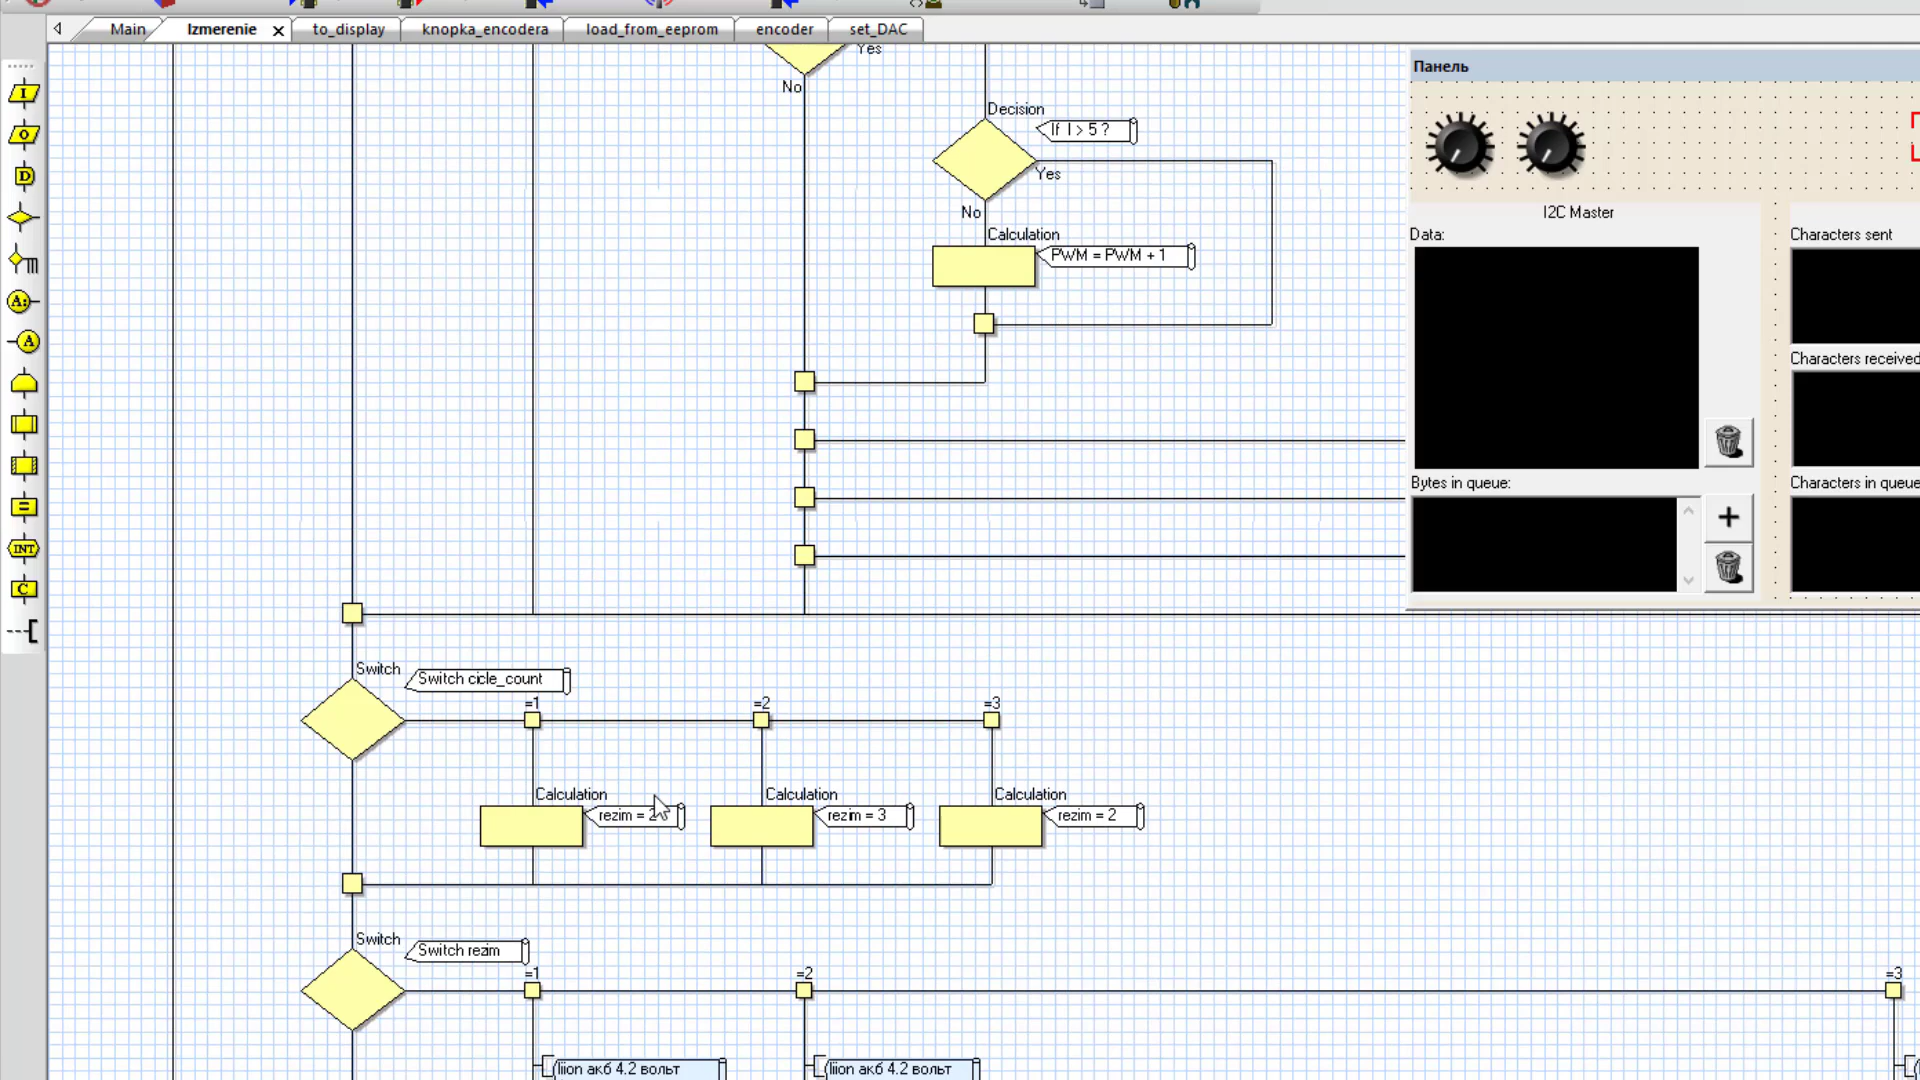 Main
Izmerenie
to_display
knopka_encodera
load_from_eeprom
encoder
set_DAC
Yes
No
Панель
Decision
If I > 5 ?
Yes
No
Calculation
PWM = PWM + 1
I2C Master
Data:
Characters sent
Characters received
Bytes in queue:
Characters in queue
I
O
D
A:
A
=
INT
C
Switch
Switch cicle_count
=1
=2
=3
Calculation
rezim = 2
Calculation
rezim = 3
Calculation
rezim = 2
Switch
Switch rezim
=1
=2
=3
liion акб 4.2 вольт
liion акб 4.2 вольт